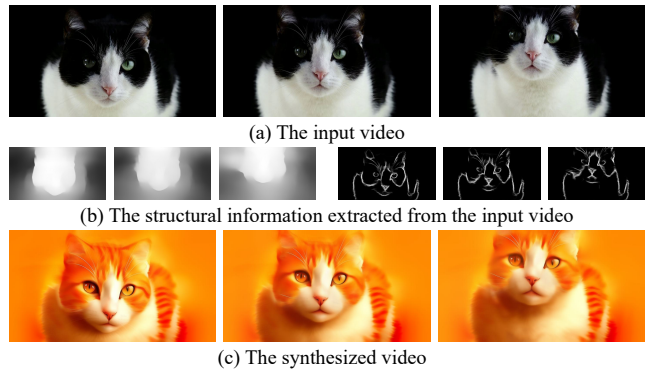 (a) The input video
(b) The structural information extracted from the input video
(c) The synthesized video